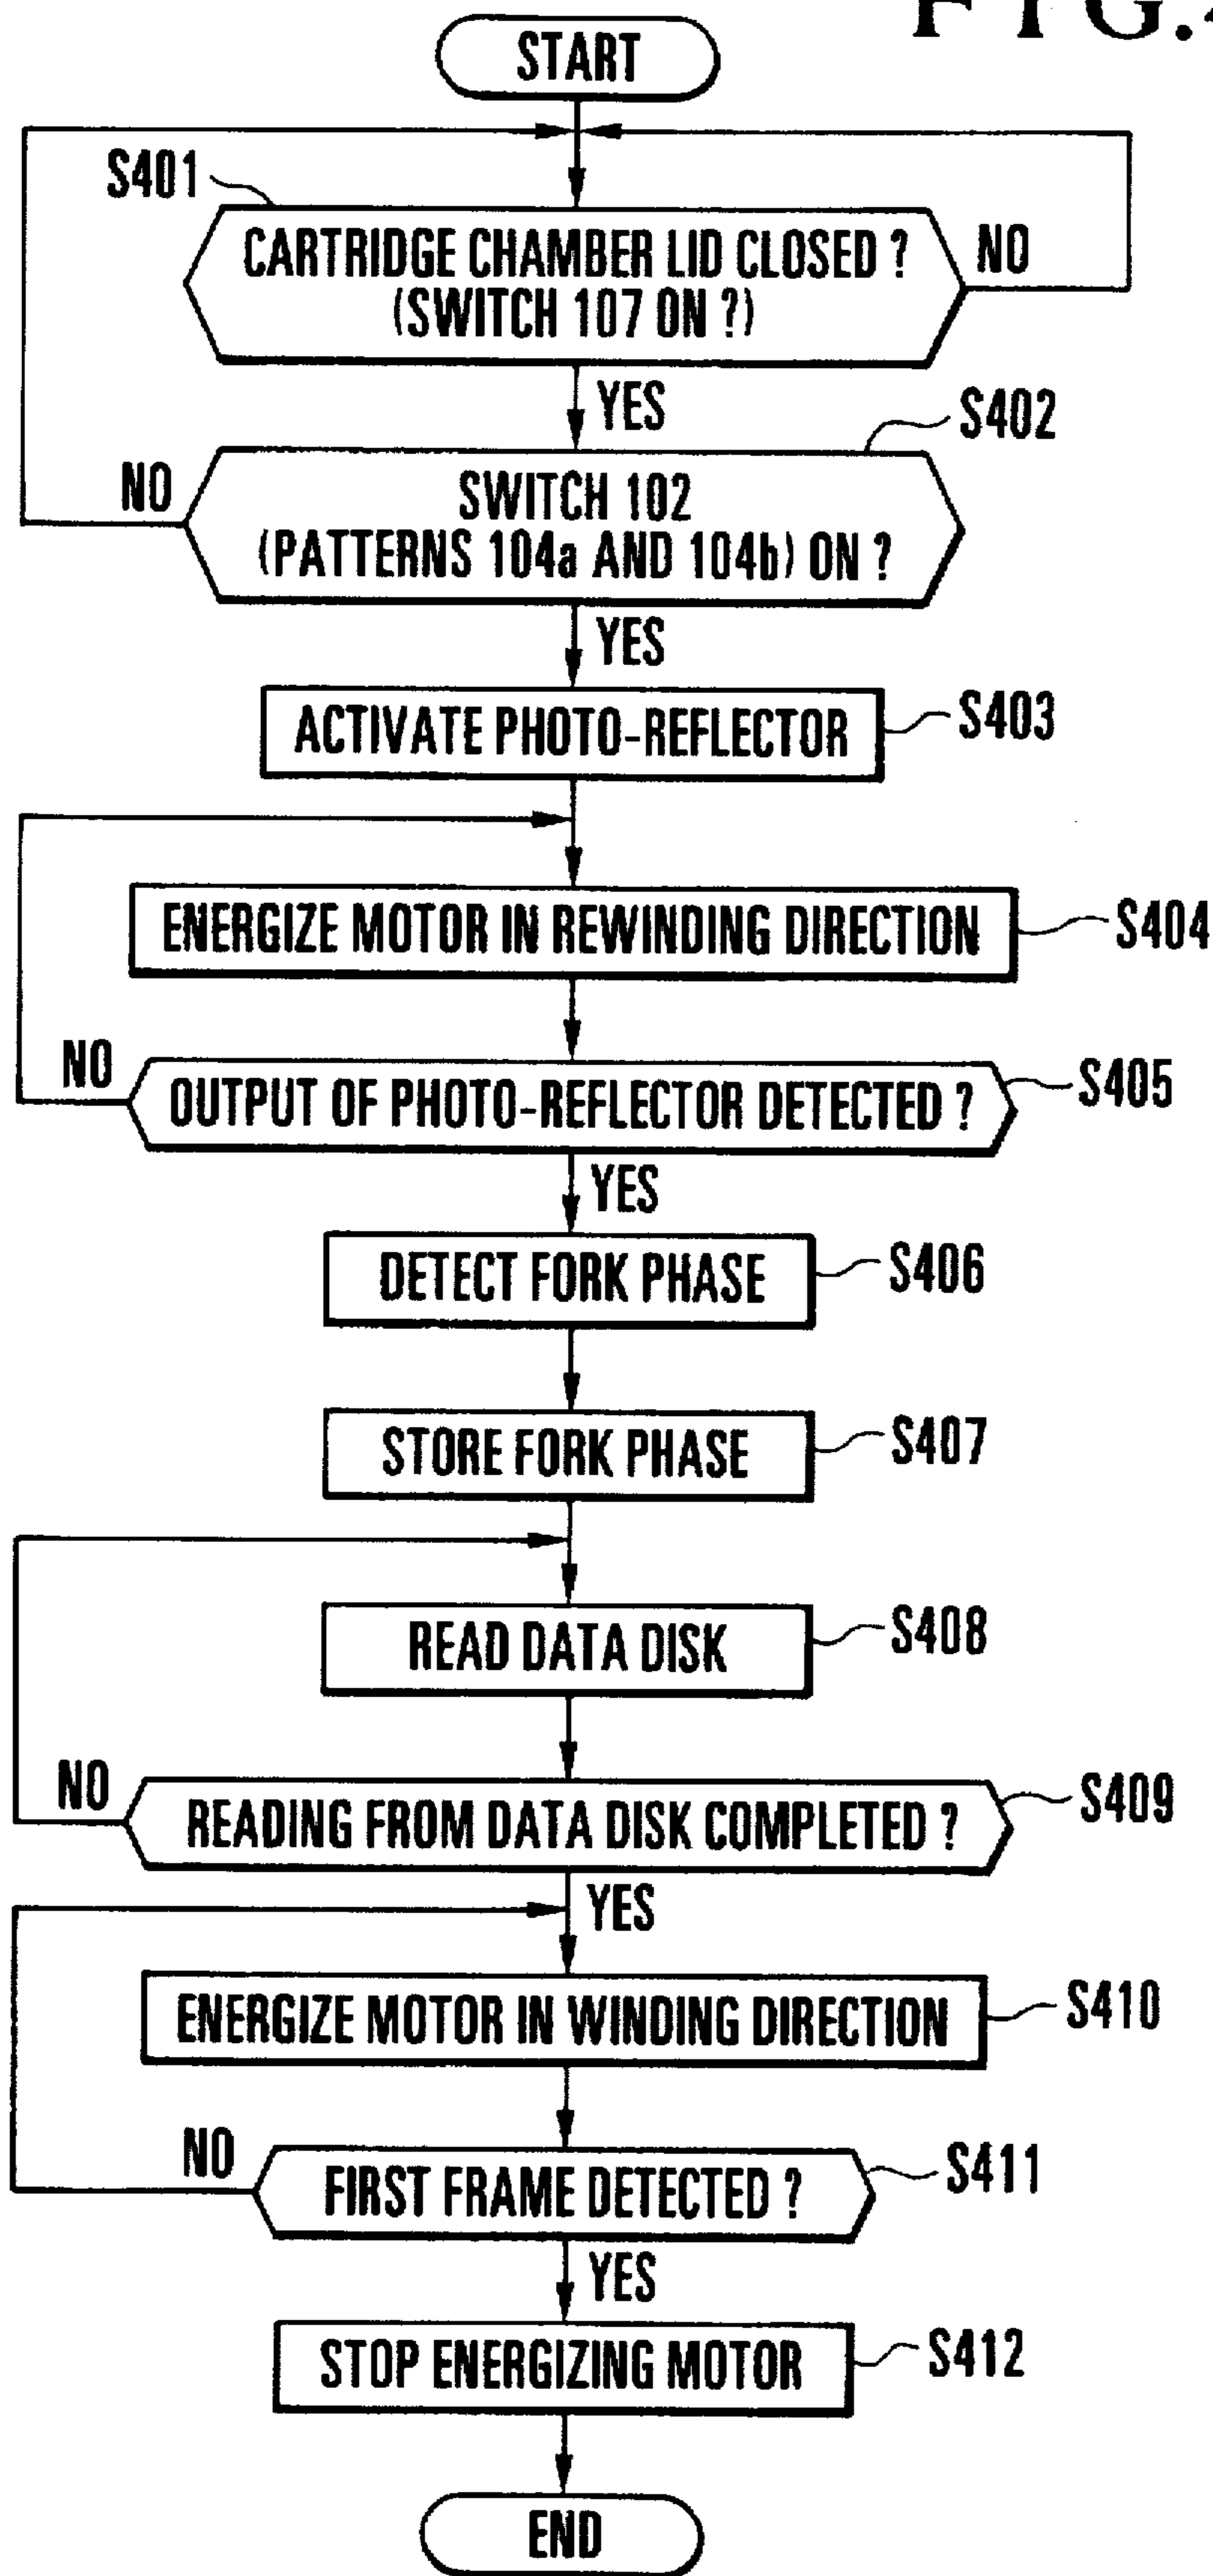 FIG.4
START
S401
CARTRIDGE CHAMBER LID CLOSED ?
(SWITCH 107 ON ?)
NO
YES
S402
NO
SWITCH 102
(PATTERNS 104a AND 104b) ON ?
YES
ACTIVATE PHOTO-REFLECTOR
S403
ENERGIZE MOTOR IN REWINDING DIRECTION
S404
NO
OUTPUT OF PHOTO-REFLECTOR DETECTED ?
S405
YES
DETECT FORK PHASE
S406
STORE FORK PHASE
S407
READ DATA DISK
S408
NO
READING FROM DATA DISK COMPLETED ?
S409
YES
ENERGIZE MOTOR IN WINDING DIRECTION
S410
NO
FIRST FRAME DETECTED ?
S411
YES
STOP ENERGIZING MOTOR
S412
END